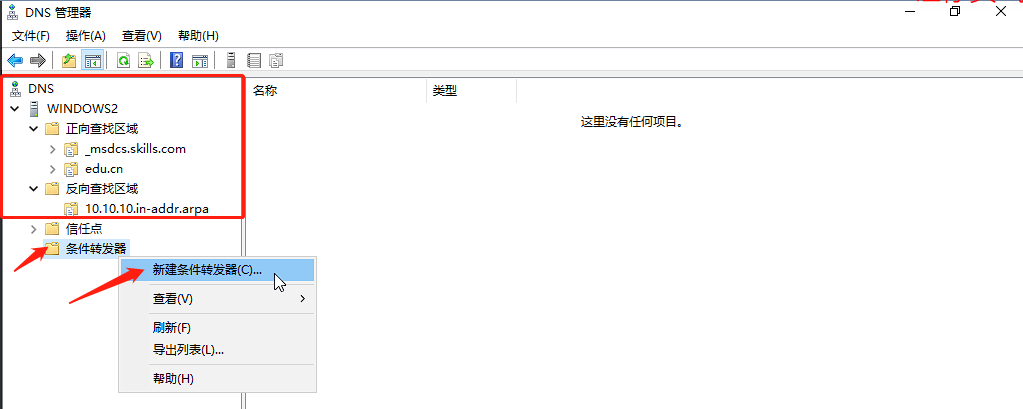 DNS 管理器
文件(F) 操作(A) 查看(V) 帮助(H)
DNS
WINDOWS2
正向查找区域
_msdcs.skills.com
edu.cn
反向查找区域
10.10.10.in-addr.arpa
信任点
条件转发器
名称 类型
这里没有任何项目。
新建条件转发器(C)...
查看(V)
刷新(F)
导出列表(L)...
帮助(H)